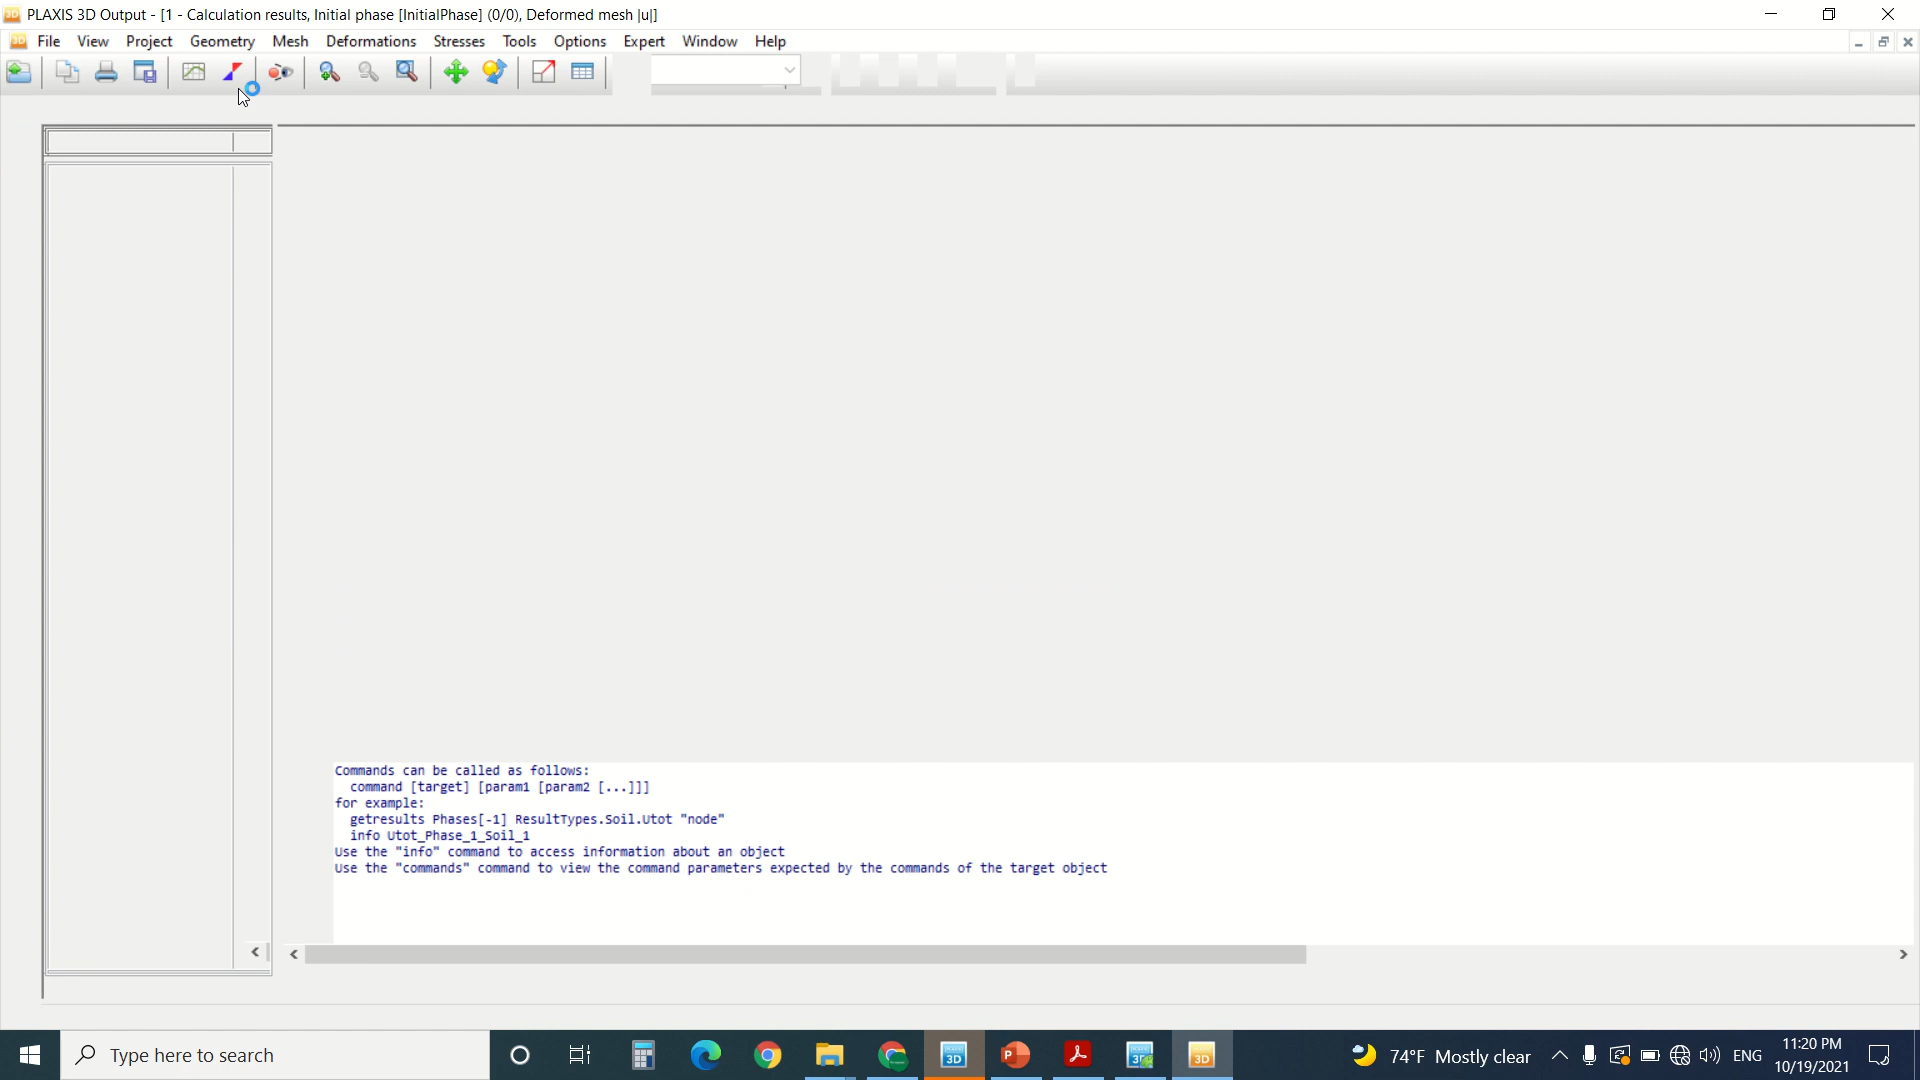 PLAXIS 3D Output - [1 - Calculation results, Initial phase [InitialPhase] (0/0), Deformed mesh |u|]
File View Project Geometry Mesh Deformations Stresses Tools Options Expert Window Help
Commands can be called as follows:
command [target] [param1 [param2 [...]]]
for example:
getresults Phases[-1] ResultTypes.Soil.Utot "node"
info Utot_Phase_1_Soil_1
Use the "info" command to access information about an object
Use the "commands" command to view the command parameters expected by the commands of the target object
Type here to search
74°F Mostly clear
ENG
11:20 PM
10/19/2021